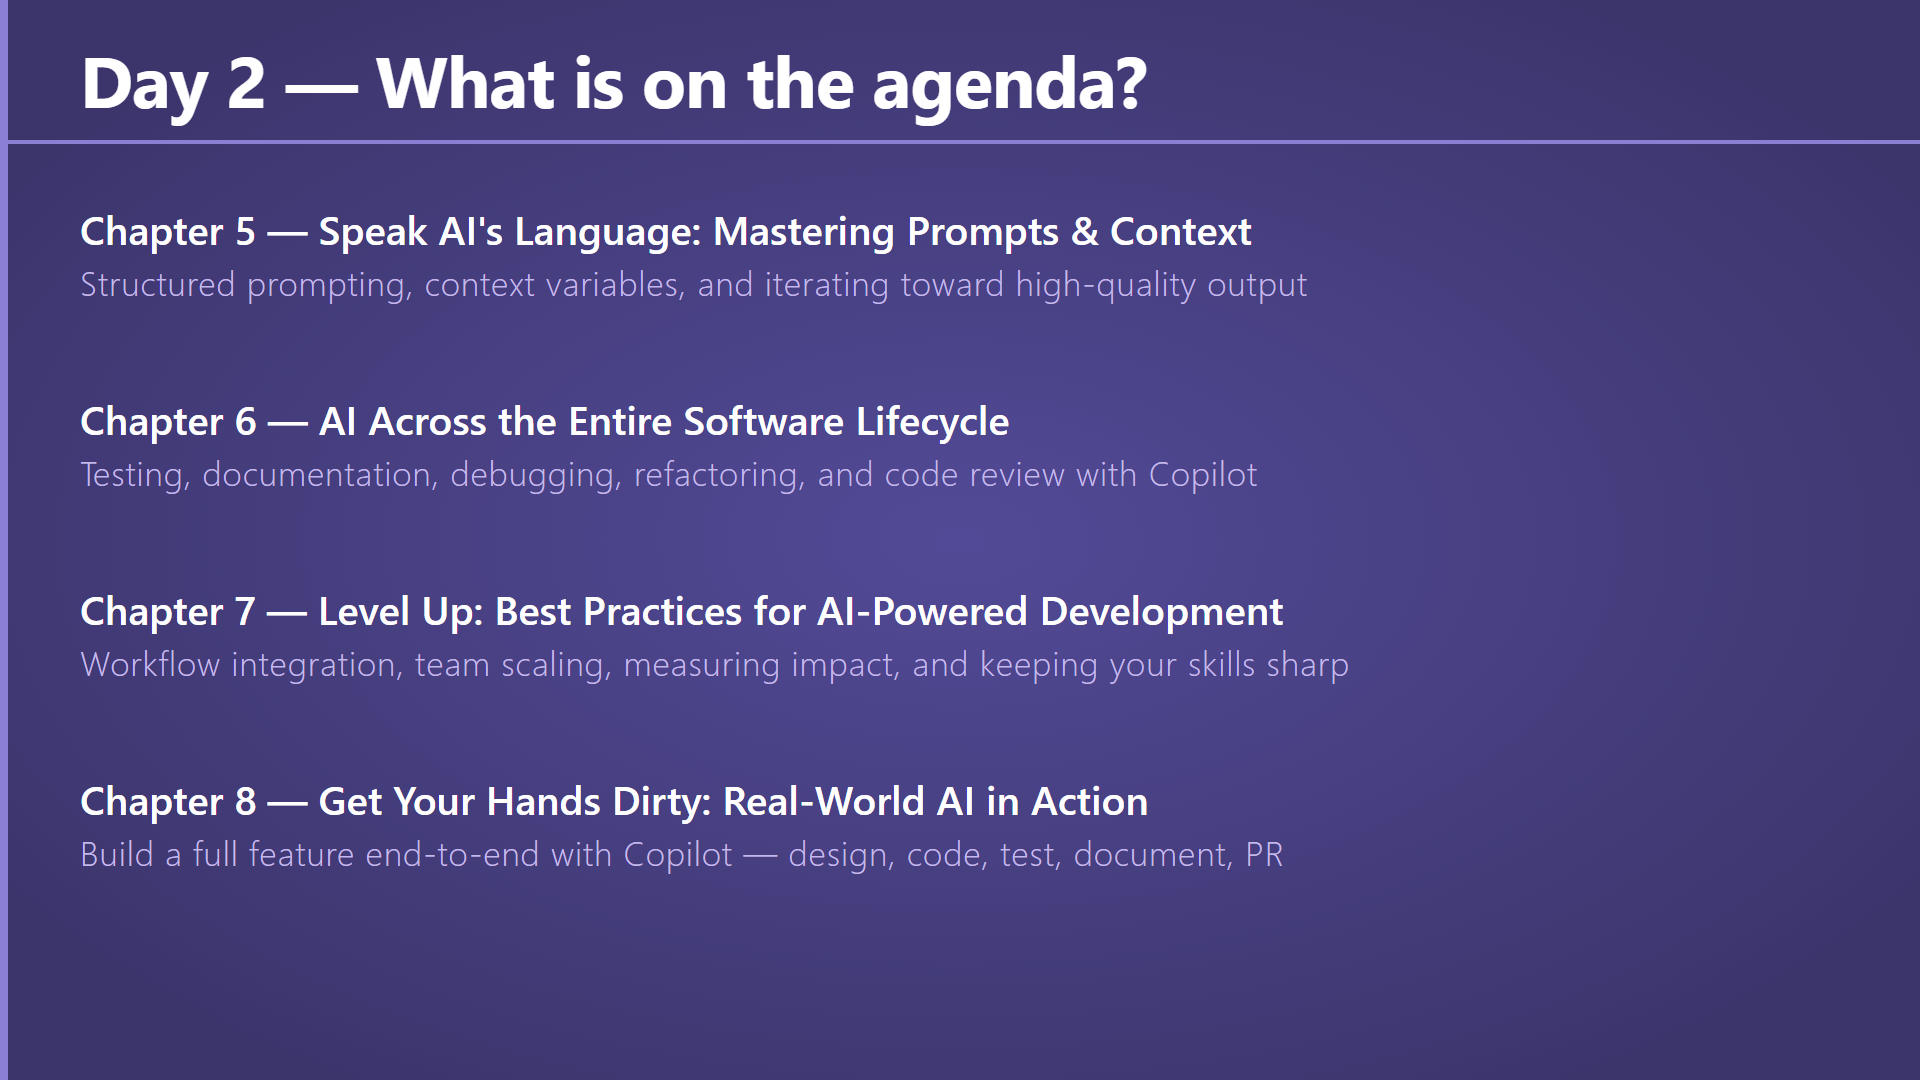 Day 2 — What is on the agenda?
Chapter 5 — Speak AI's Language: Mastering Prompts & Context
Structured prompting, context variables, and iterating toward high-quality output
Chapter 6 — AI Across the Entire Software Lifecycle
Testing, documentation, debugging, refactoring, and code review with Copilot
Chapter 7 — Level Up: Best Practices for AI-Powered Development
Workflow integration, team scaling, measuring impact, and keeping your skills sharp
Chapter 8 — Get Your Hands Dirty: Real-World AI in Action
Build a full feature end-to-end with Copilot — design, code, test, document, PR